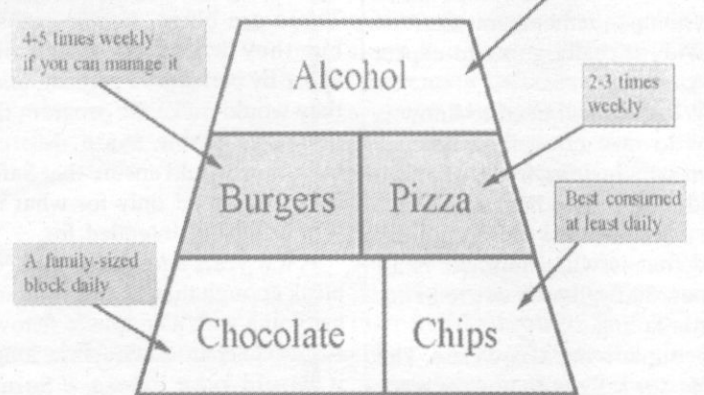 4-5 times weekly
if you can manage it
Alcohol
2-3 times
weekly
Burgers
Pizza
Best consumed
at least daily
A family-sized
block daily
Chocolate
Chips